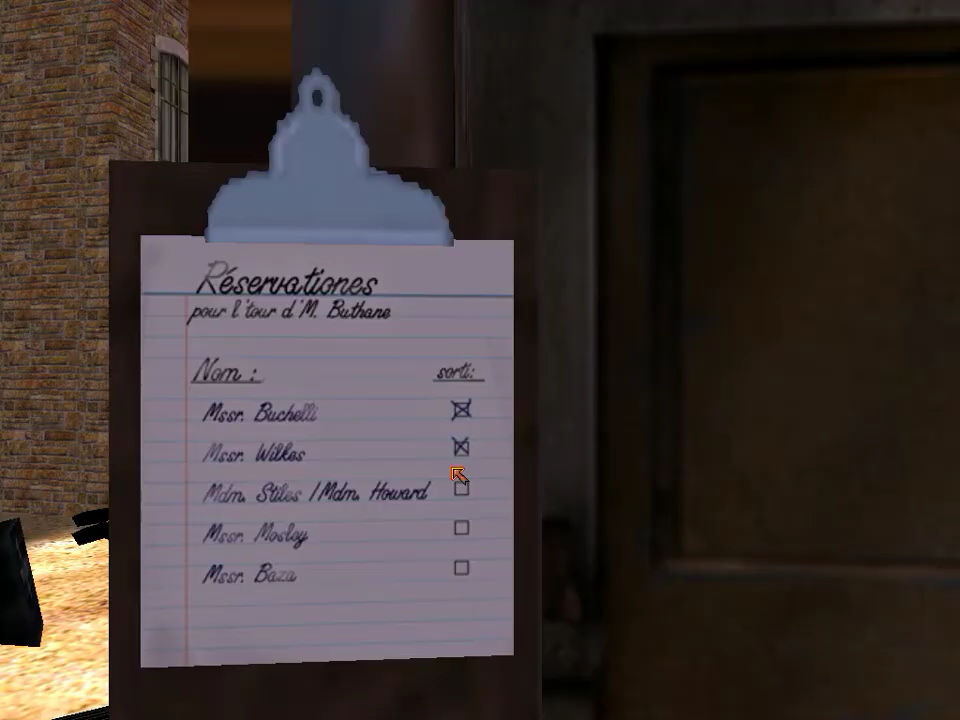 Réservationes
pour l'tour d'M. Buthane
Nom : sorti:
Mssr. Buchelli
Mssr. Wilkes
Mdm. Stiles / Mdm. Howard
Mssr. Mosley
Mssr. Baza